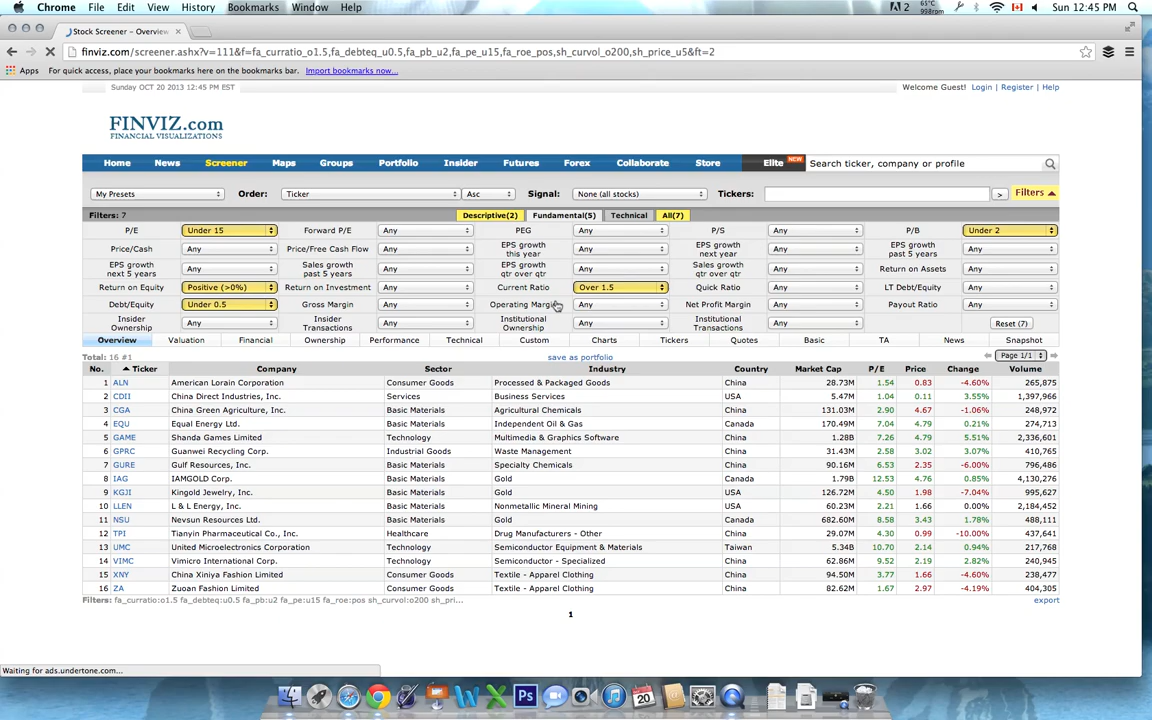 Chrome File Edit View History Bookmarks Window Help 2 65°C 998rpm Sun 12:45 PM
Stock Screener – Overview
finviz.com/screener.ashx?v=111&f=fa_curratio_o1.5,fa_debteq_u0.5,fa_pb_u2,fa_pe_u15,fa_roe_pos,sh_curvol_o200,sh_price_u5&ft=2
Apps For quick access, place your bookmarks here on the bookmarks bar. Import bookmarks now...
Sunday OCT 20 2013 12:45 PM EST Welcome Guest! Login | Register | Help
FINVIZ.com
FINANCIAL VISUALIZATIONS
Home News Screener Maps Groups Portfolio Insider Futures Forex Collaborate Store Elite NEW Search ticker, company or profile
My Presets Order: Ticker Asc Signal: None (all stocks) Tickers: > Filters
Filters: 7 Descriptive(2) Fundamental(5) Technical All(7)
P/E Under 15 Forward P/E Any PEG Any P/S Any P/B Under 2
Price/Cash Any Price/Free Cash Flow Any EPS growth this year Any EPS growth next year Any EPS growth past 5 years Any
EPS growth next 5 years Any Sales growth past 5 years Any EPS growth qtr over qtr Any Sales growth qtr over qtr Any Return on Assets Any
Return on Equity Positive (>0%) Return on Investment Any Current Ratio Over 1.5 Quick Ratio Any LT Debt/Equity Any
Debt/Equity Under 0.5 Gross Margin Any Operating Margin Any Net Profit Margin Any Payout Ratio Any
Insider Ownership Any Insider Transactions Any Institutional Ownership Any Institutional Transactions Any Reset (7)
Overview Valuation Financial Ownership Performance Technical Custom Charts Tickers Quotes Basic TA News Snapshot
Total: 16 #1 save as portfolio Page 1/1
No. Ticker Company Sector Industry Country Market Cap P/E Price Change Volume
1 ALN American Lorain Corporation Consumer Goods Processed & Packaged Goods China 28.73M 1.54 0.83 -4.60% 265,875
2 CDII China Direct Industries, Inc. Services Business Services USA 5.47M 1.04 0.11 3.55% 1,397,966
3 CGA China Green Agriculture, Inc. Basic Materials Agricultural Chemicals China 131.03M 2.90 4.67 -1.06% 248,972
4 EQU Equal Energy Ltd. Basic Materials Independent Oil & Gas Canada 170.49M 7.04 4.79 0.21% 274,713
5 GAME Shanda Games Limited Technology Multimedia & Graphics Software China 1.28B 7.26 4.79 5.51% 2,336,601
6 GPRC Guanwei Recycling Corp. Industrial Goods Waste Management China 31.43M 2.58 3.02 3.07% 410,765
7 GURE Gulf Resources, Inc. Basic Materials Specialty Chemicals China 90.16M 6.53 2.35 -6.00% 796,486
8 IAG IAMGOLD Corp. Basic Materials Gold Canada 1.79B 12.53 4.76 0.85% 4,130,276
9 KGJI Kingold Jewelry, Inc. Basic Materials Gold USA 126.72M 4.50 1.98 -7.04% 995,627
10 LLEN L & L Energy, Inc. Basic Materials Nonmetallic Mineral Mining USA 60.23M 2.21 1.66 0.00% 2,184,452
11 NSU Nevsun Resources Ltd. Basic Materials Gold Canada 682.60M 8.58 3.43 1.78% 488,111
12 TPI Tianyin Pharmaceutical Co., Inc. Healthcare Drug Manufacturers - Other China 29.07M 4.30 0.99 -10.00% 437,641
13 UMC United Microelectronics Corporation Technology Semiconductor Equipment & Materials Taiwan 5.34B 10.70 2.14 0.94% 217,768
14 VIMC Vimicro International Corp. Technology Semiconductor - Specialized China 62.86M 9.52 2.19 2.82% 240,945
15 XNY China Xiniya Fashion Limited Consumer Goods Textile - Apparel Clothing China 94.50M 3.77 1.66 -4.60% 238,477
16 ZA Zuoan Fashion Limited Consumer Goods Textile - Apparel Clothing China 82.62M 1.67 2.97 -4.19% 404,305
Filters: fa_curratio:o1.5 fa_debteq:u0.5 fa_pb:u2 fa_pe:u15 fa_roe:pos sh_curvol:o200 sh_pri... export
1
Waiting for ads.undertone.com...
W X Ps 20